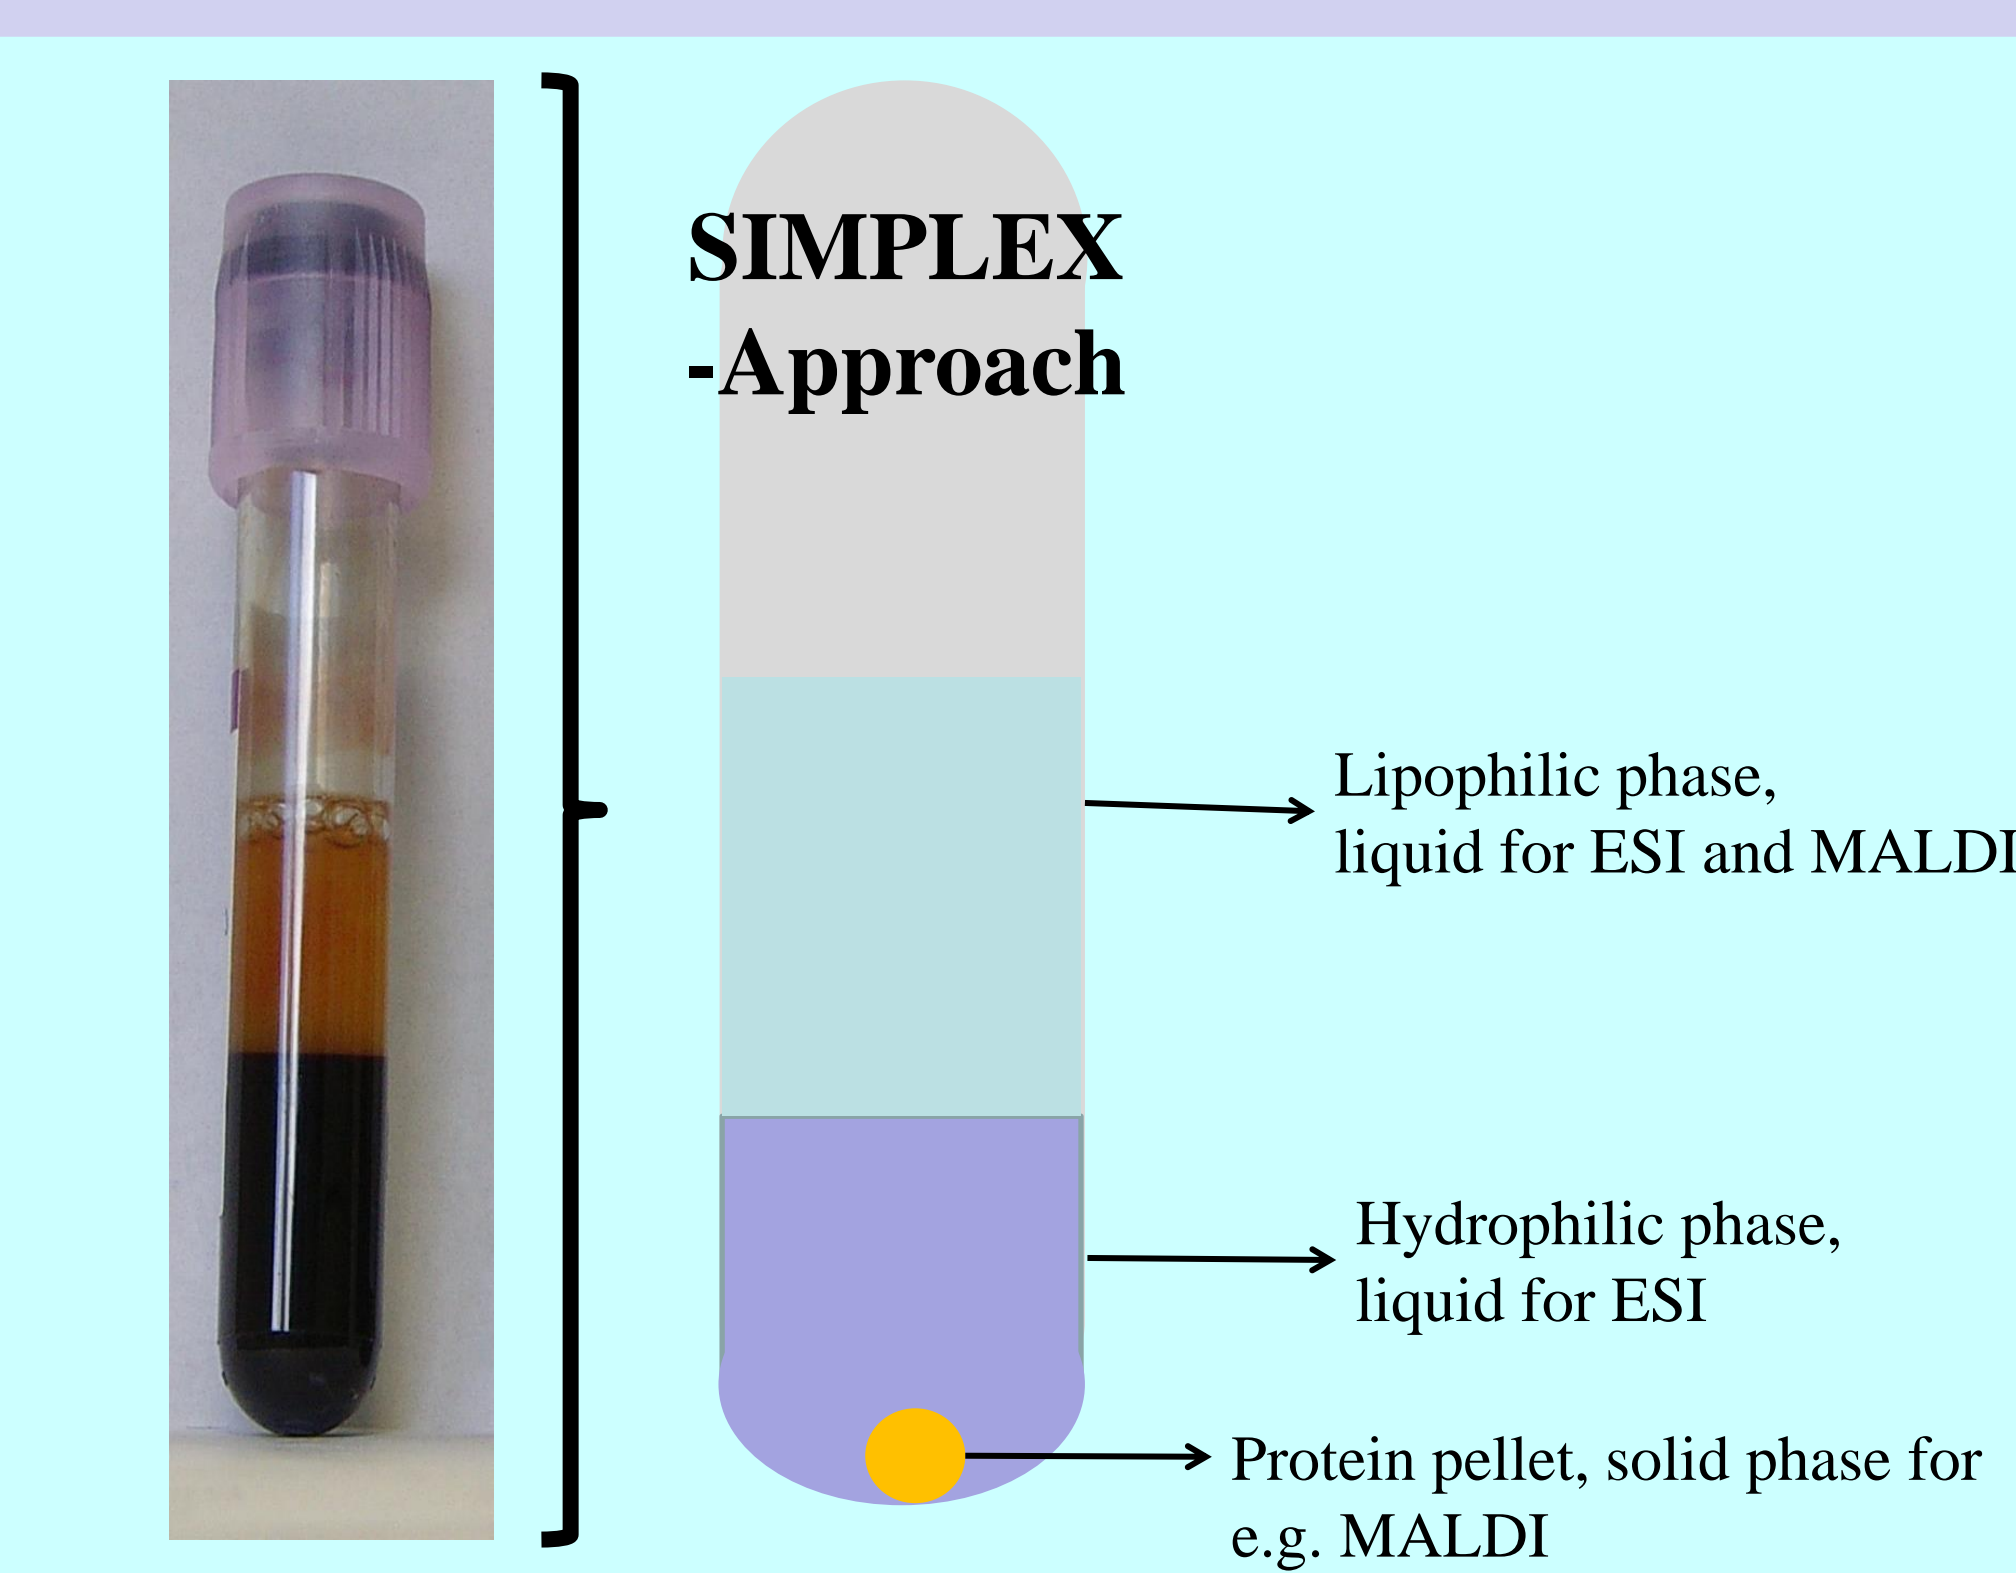 SIMPLEX
-Approach
Lipophilic phase,
liquid for ESI and MALDI
Hydrophilic phase,
liquid for ESI
Protein pellet, solid phase for
e.g. MALDI